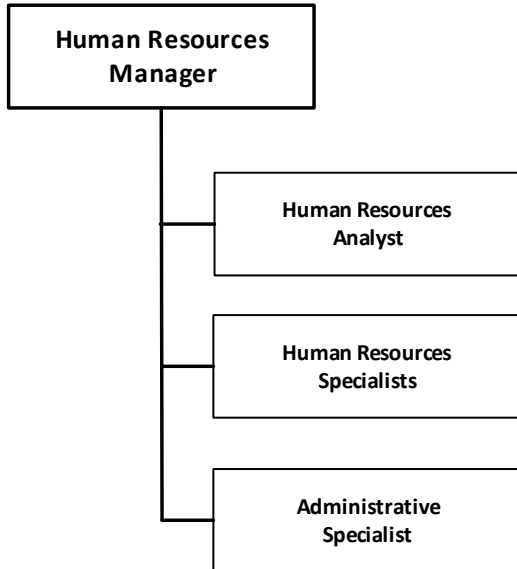 Human Resources
Manager
Human Resources
Analyst
Human Resources
Specialists
Administrative
Specialist